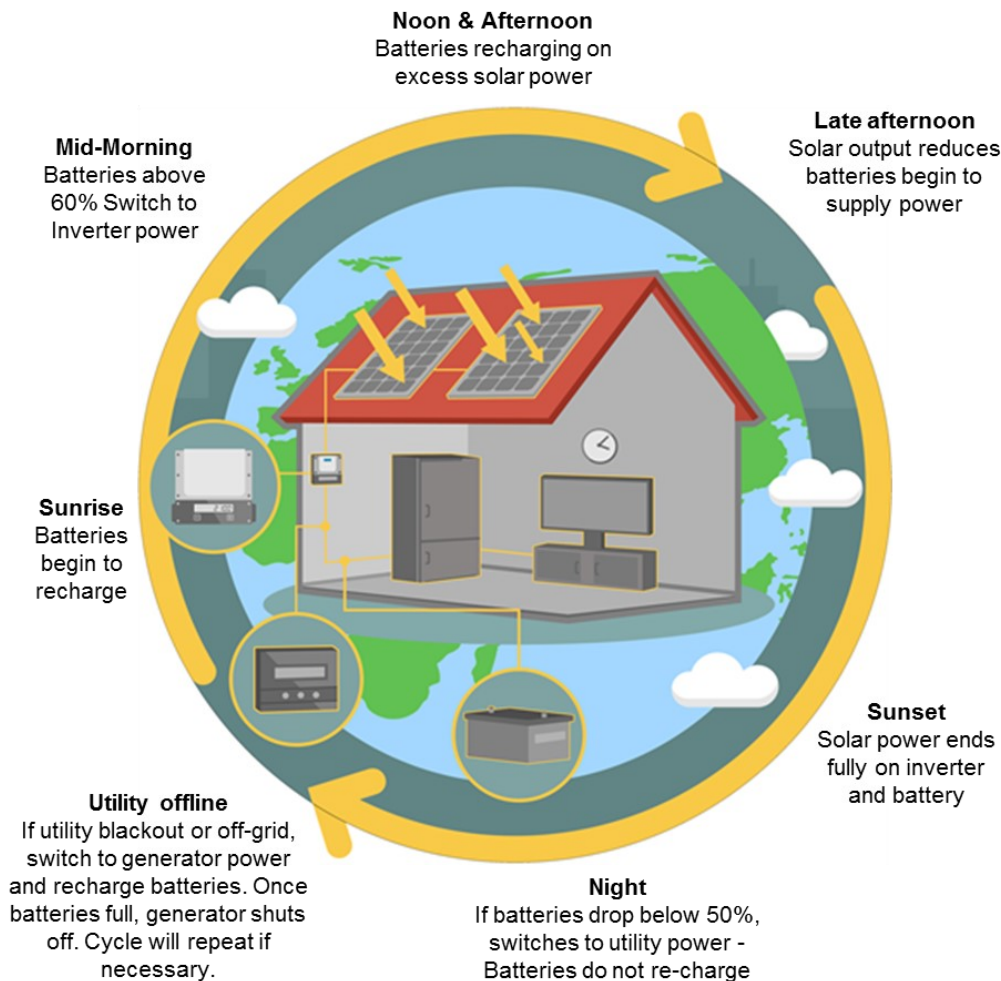 Noon & Afternoon
Batteries recharging on
excess solar power
Late afternoon
Solar output reduces
batteries begin to
supply power
Sunset
Solar power ends
fully on inverter
and battery
Night
If batteries drop below 50%,
switches to utility power -
Batteries do not re-charge
Utility offline
If utility blackout or off-grid,
switch to generator power
and recharge batteries. Once
batteries full, generator shuts
off. Cycle will repeat if
necessary.
Sunrise
Batteries
begin to
recharge
Mid-Morning
Batteries above
60% Switch to
Inverter power